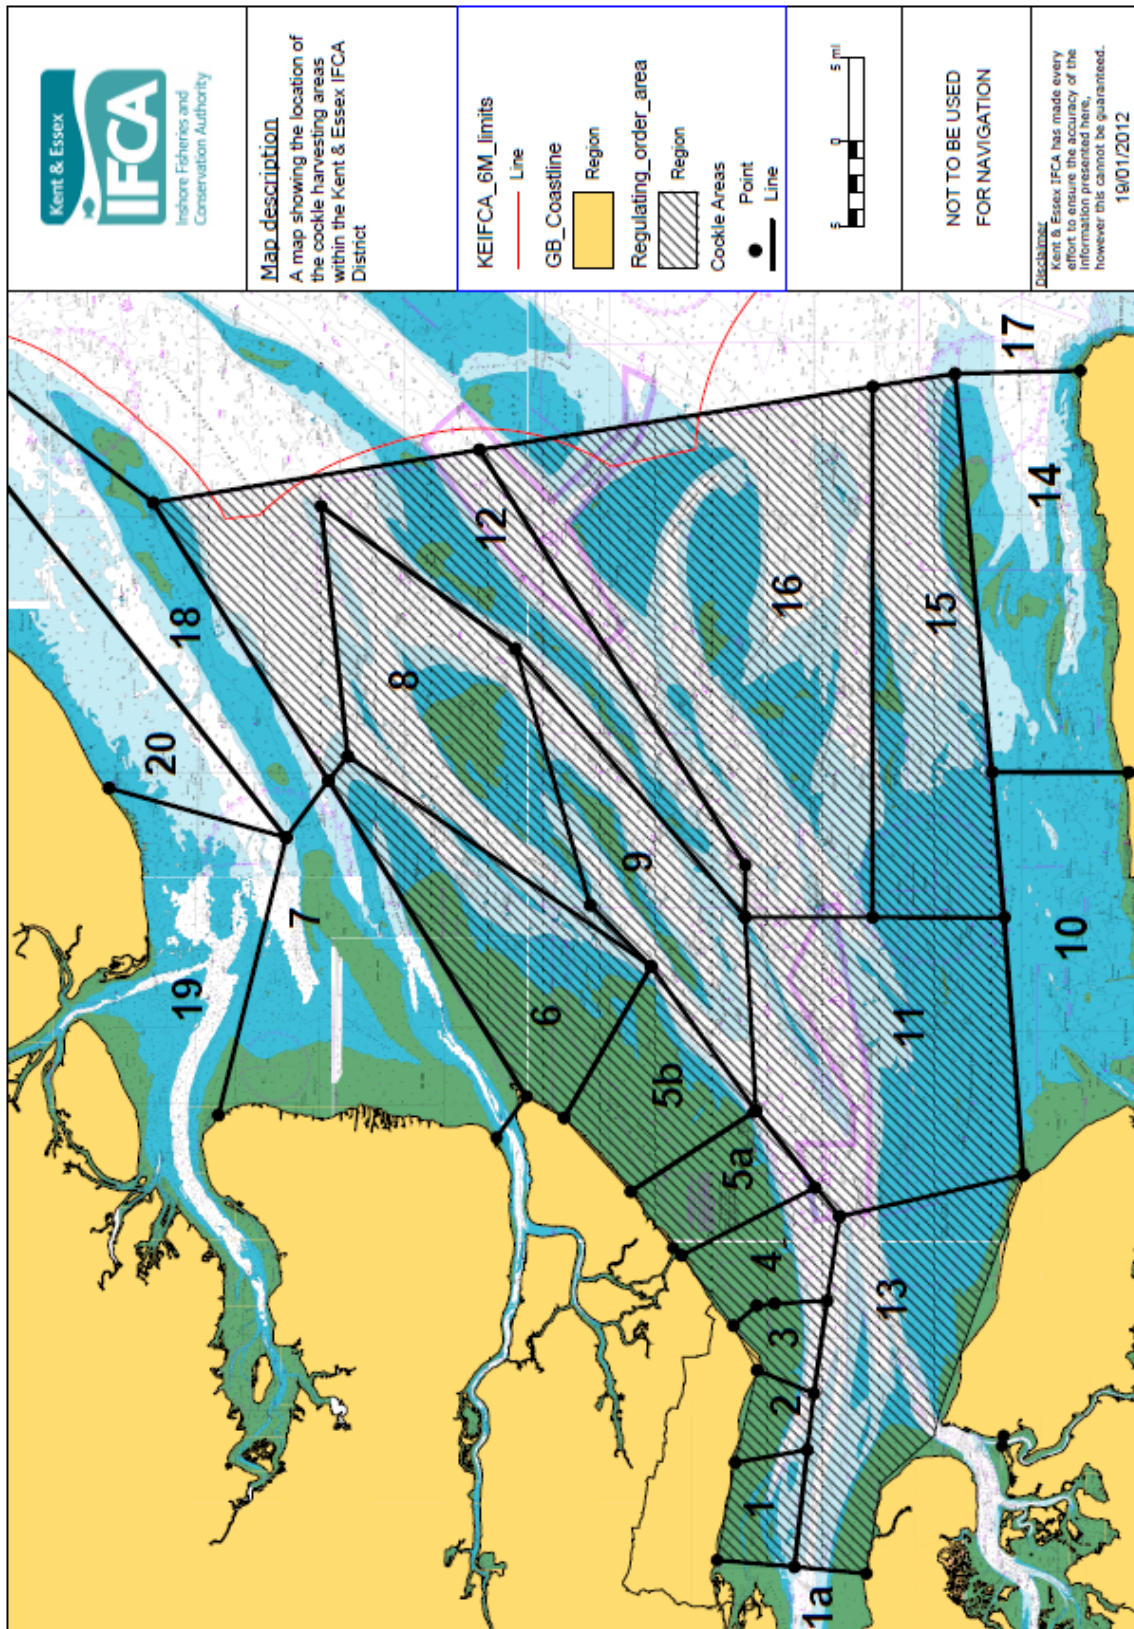 Kent & Essex
IFCA
Inshore Fisheries and
Conservation Authority
Map description
A map showing the location of
the cockle harvesting areas
within the Kent & Essex IFCA
District
KEIFCA_6M_limits
Line
GB_Coastline
Region
Regulating_order_area
Region
Cockle Areas
Point
Line
5 0 5 ml
NOT TO BE USED
FOR NAVIGATION
Disclaimer
Kent & Essex IFCA has made every
effort to ensure the accuracy of the
information presented here,
however this cannot be guaranteed.
19/01/2012
20
18
19
7
8
12
6
9
16
5b
5a
15
17
14
4
11
10
3
2
13
1
1a